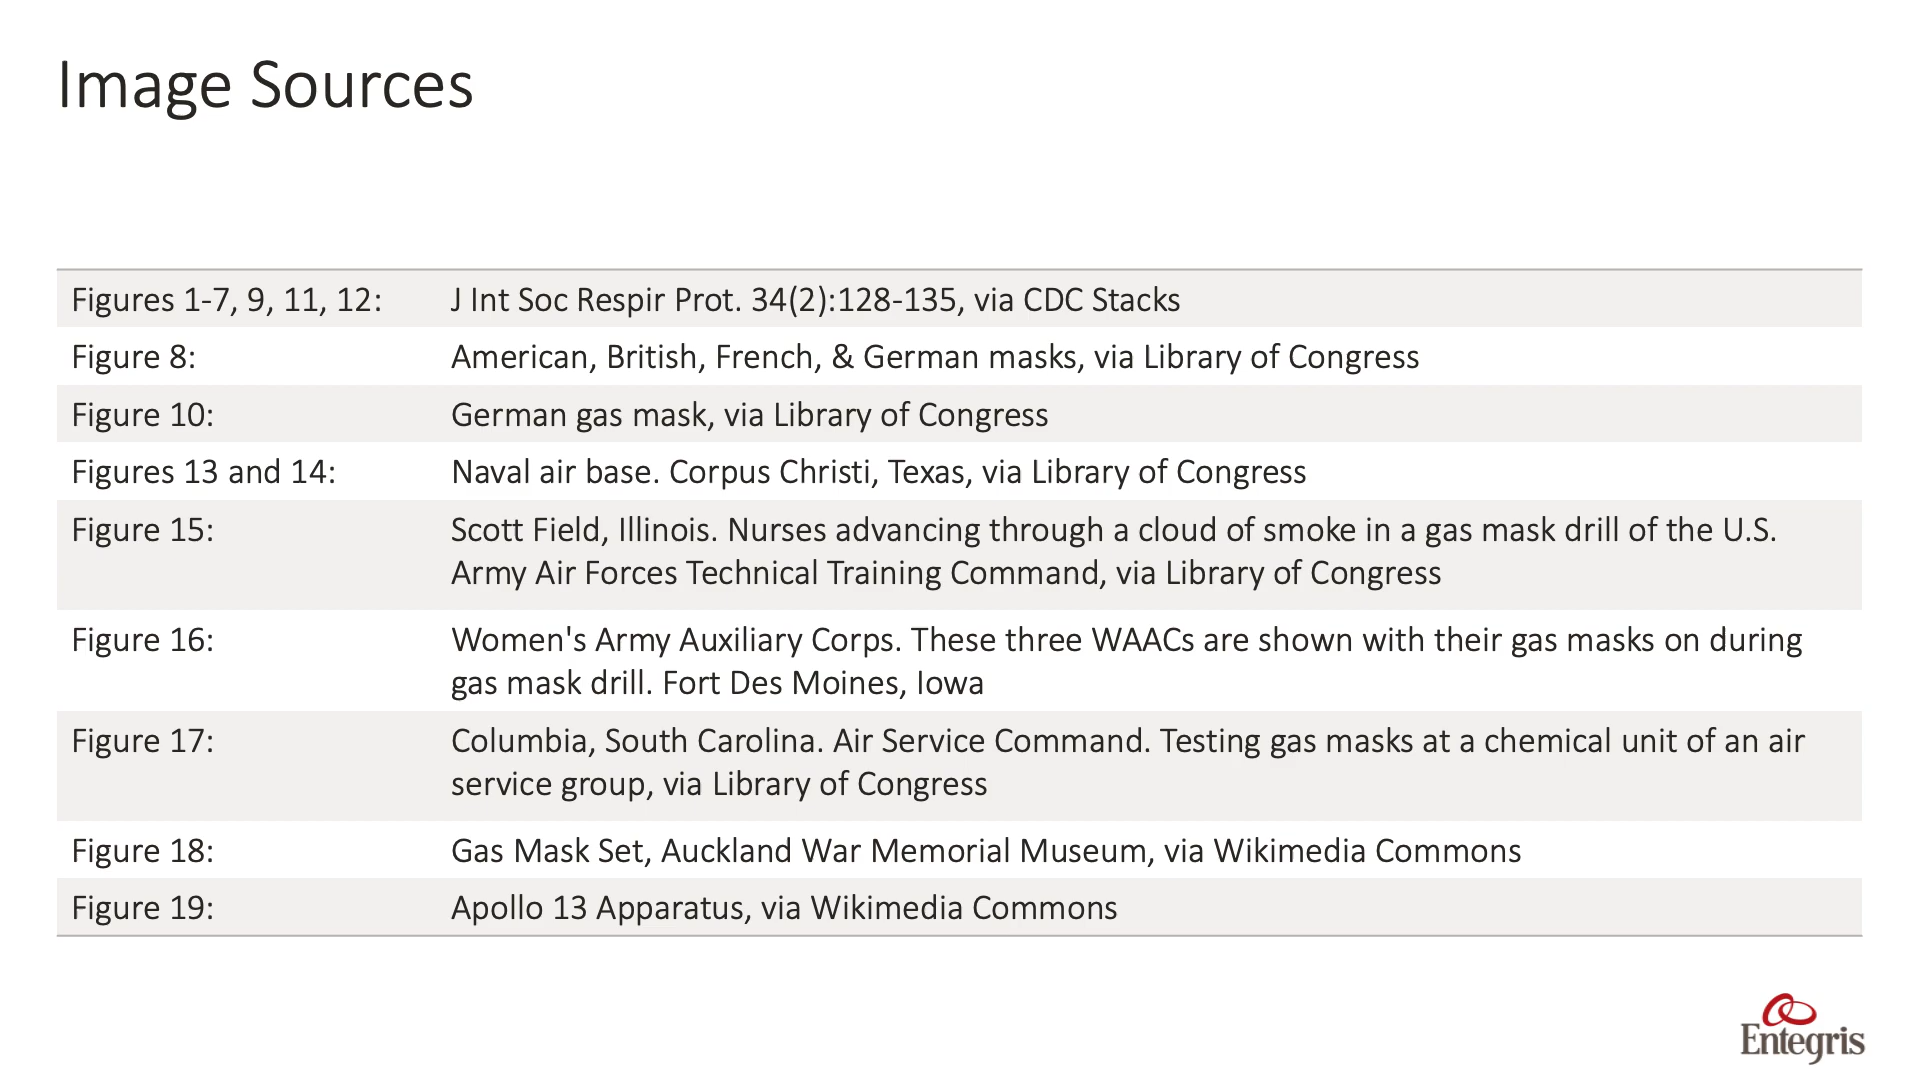 Image Sources
Figures 1-7, 9, 11, 12:
J Int Soc Respir Prot. 34(2):128-135, via CDC Stacks
Figure 8:
American, British, French, & German masks, via Library of Congress
Figure 10:
German gas mask, via Library of Congress
Figures 13 and 14:
Naval air base. Corpus Christi, Texas, via Library of Congress
Figure 15:
Scott Field, Illinois. Nurses advancing through a cloud of smoke in a gas mask drill of the U.S.
Army Air Forces Technical Training Command, via Library of Congress
Figure 16:
Women's Army Auxiliary Corps. These three WAACs are shown with their gas masks on during
gas mask drill. Fort Des Moines, Iowa
Figure 17:
Columbia, South Carolina. Air Service Command. Testing gas masks at a chemical unit of an air
service group, via Library of Congress
Figure 18:
Gas Mask Set, Auckland War Memorial Museum, via Wikimedia Commons
Figure 19:
Apollo 13 Apparatus, via Wikimedia Commons
Entegris